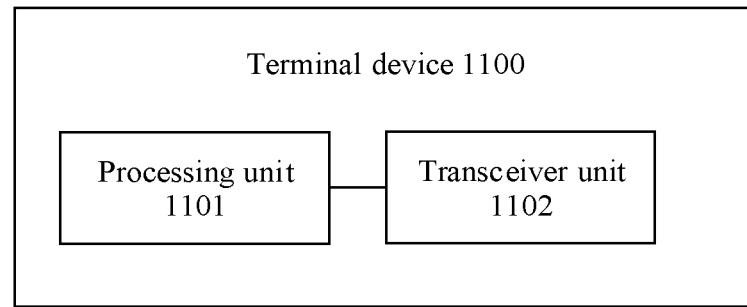 Terminal device 1100
Processing unit
1101
Transceiver unit
1102